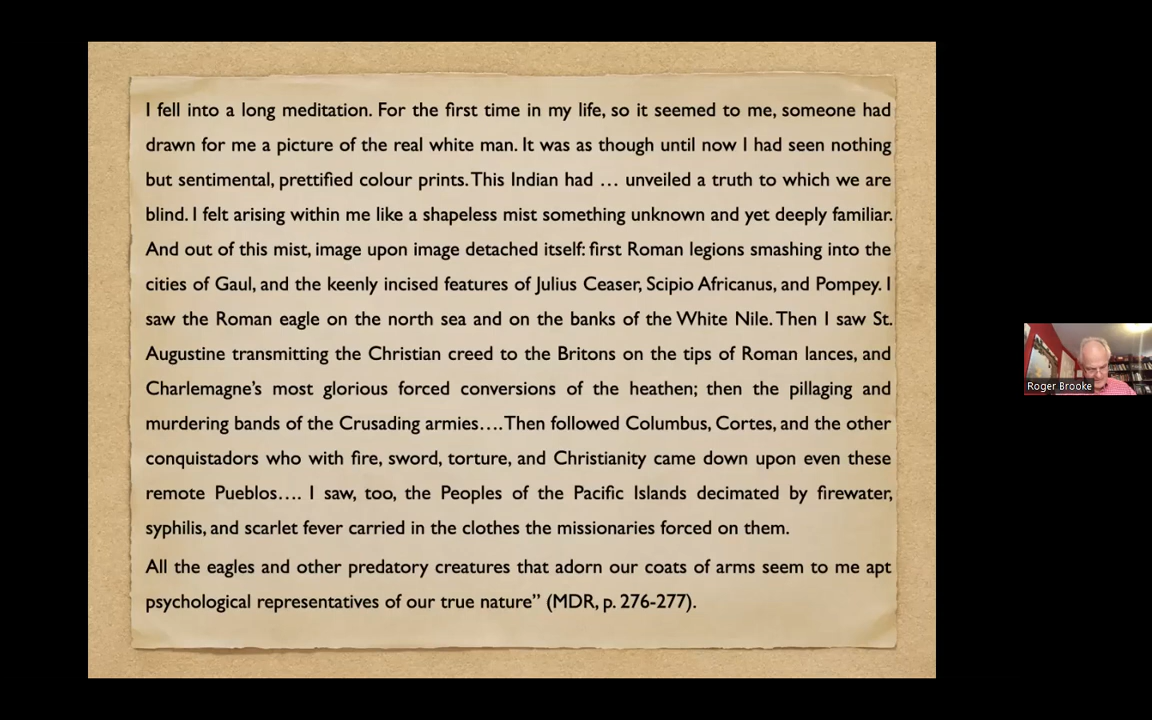 I fell into a long meditation. For the first time in my life, so it seemed to me, someone had
drawn for me a picture of the real white man. It was as though until now I had seen nothing
but sentimental, prettified colour prints. This Indian had … unveiled a truth to which we are
blind. I felt arising within me like a shapeless mist something unknown and yet deeply familiar.
And out of this mist, image upon image detached itself: first Roman legions smashing into the
cities of Gaul, and the keenly incised features of Julius Ceaser, Scipio Africanus, and Pompey. I
saw the Roman eagle on the north sea and on the banks of the White Nile. Then I saw St.
Augustine transmitting the Christian creed to the Britons on the tips of Roman lances, and
Charlemagne's most glorious forced conversions of the heathen; then the pillaging and
murdering bands of the Crusading armies…. Then followed Columbus, Cortes, and the other
conquistadors who with fire, sword, torture, and Christianity came down upon even these
remote Pueblos…. I saw, too, the Peoples of the Pacific Islands decimated by firewater,
syphilis, and scarlet fever carried in the clothes the missionaries forced on them.
All the eagles and other predatory creatures that adorn our coats of arms seem to me apt
psychological representatives of our true nature” (MDR, p. 276-277).
Roger Brooke